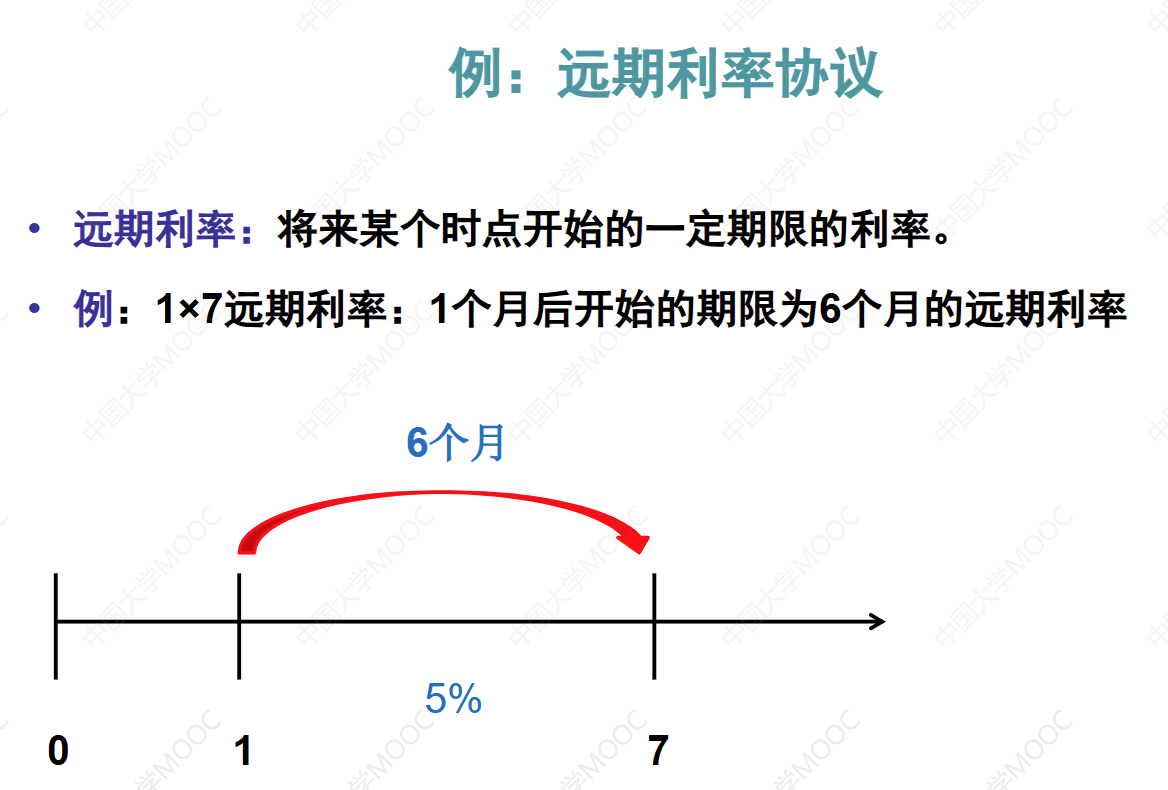 例：远期利率协议
• 远期利率：将来某个时点开始的一定期限的利率。
• 例：1×7远期利率：1个月后开始的期限为6个月的远期利率
6个月
5%
0 1 7
中国大学MOOC